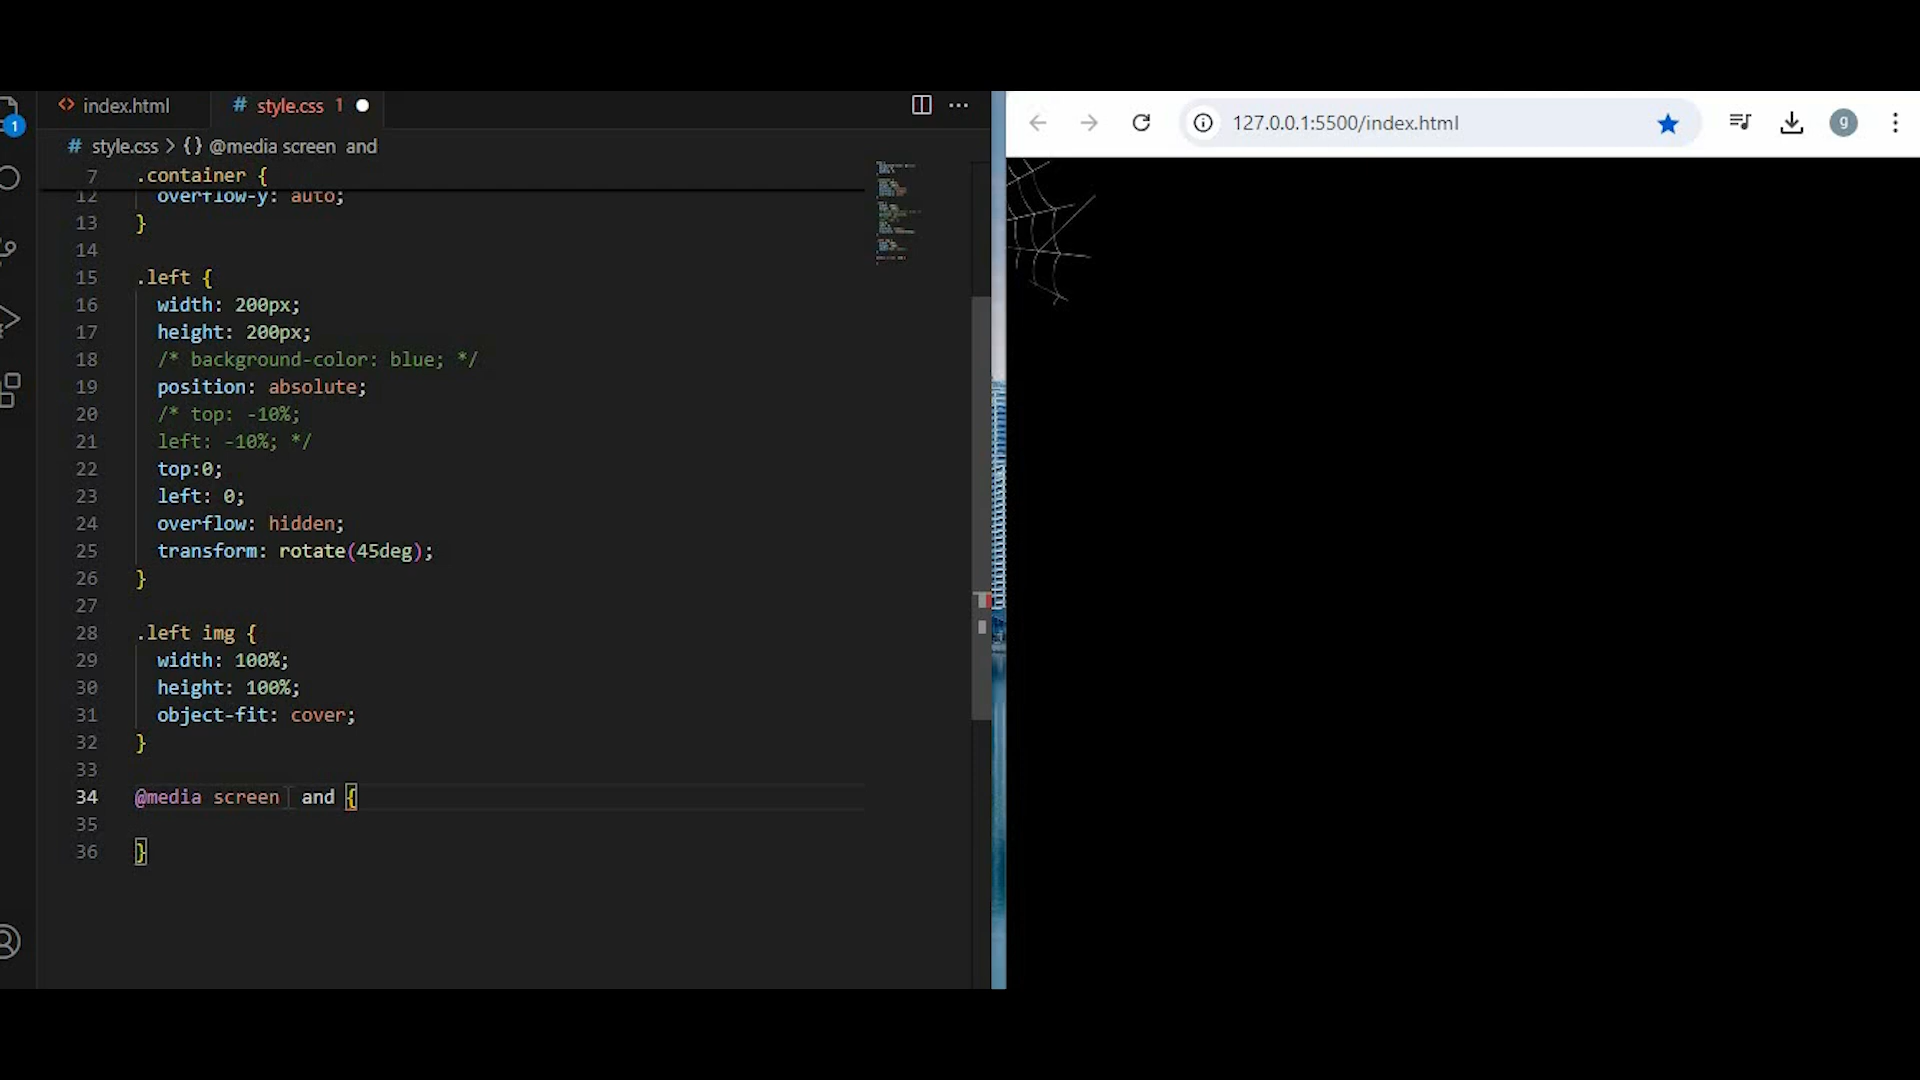 index.html
style.css 1
style.css > {} @media screen and
127.0.0.1:5500/index.html
g
1
7 .container {
12 overflow-y: auto;
13 }
14
15 .left {
16 width: 200px;
17 height: 200px;
18 /* background-color: blue; */
19 position: absolute;
20 /* top: -10%;
21 left: -10%; */
22 top:0;
23 left: 0;
24 overflow: hidden;
25 transform: rotate(45deg);
26 }
27
28 .left img {
29 width: 100%;
30 height: 100%;
31 object-fit: cover;
32 }
33
34 @media screen and {
35
36 }